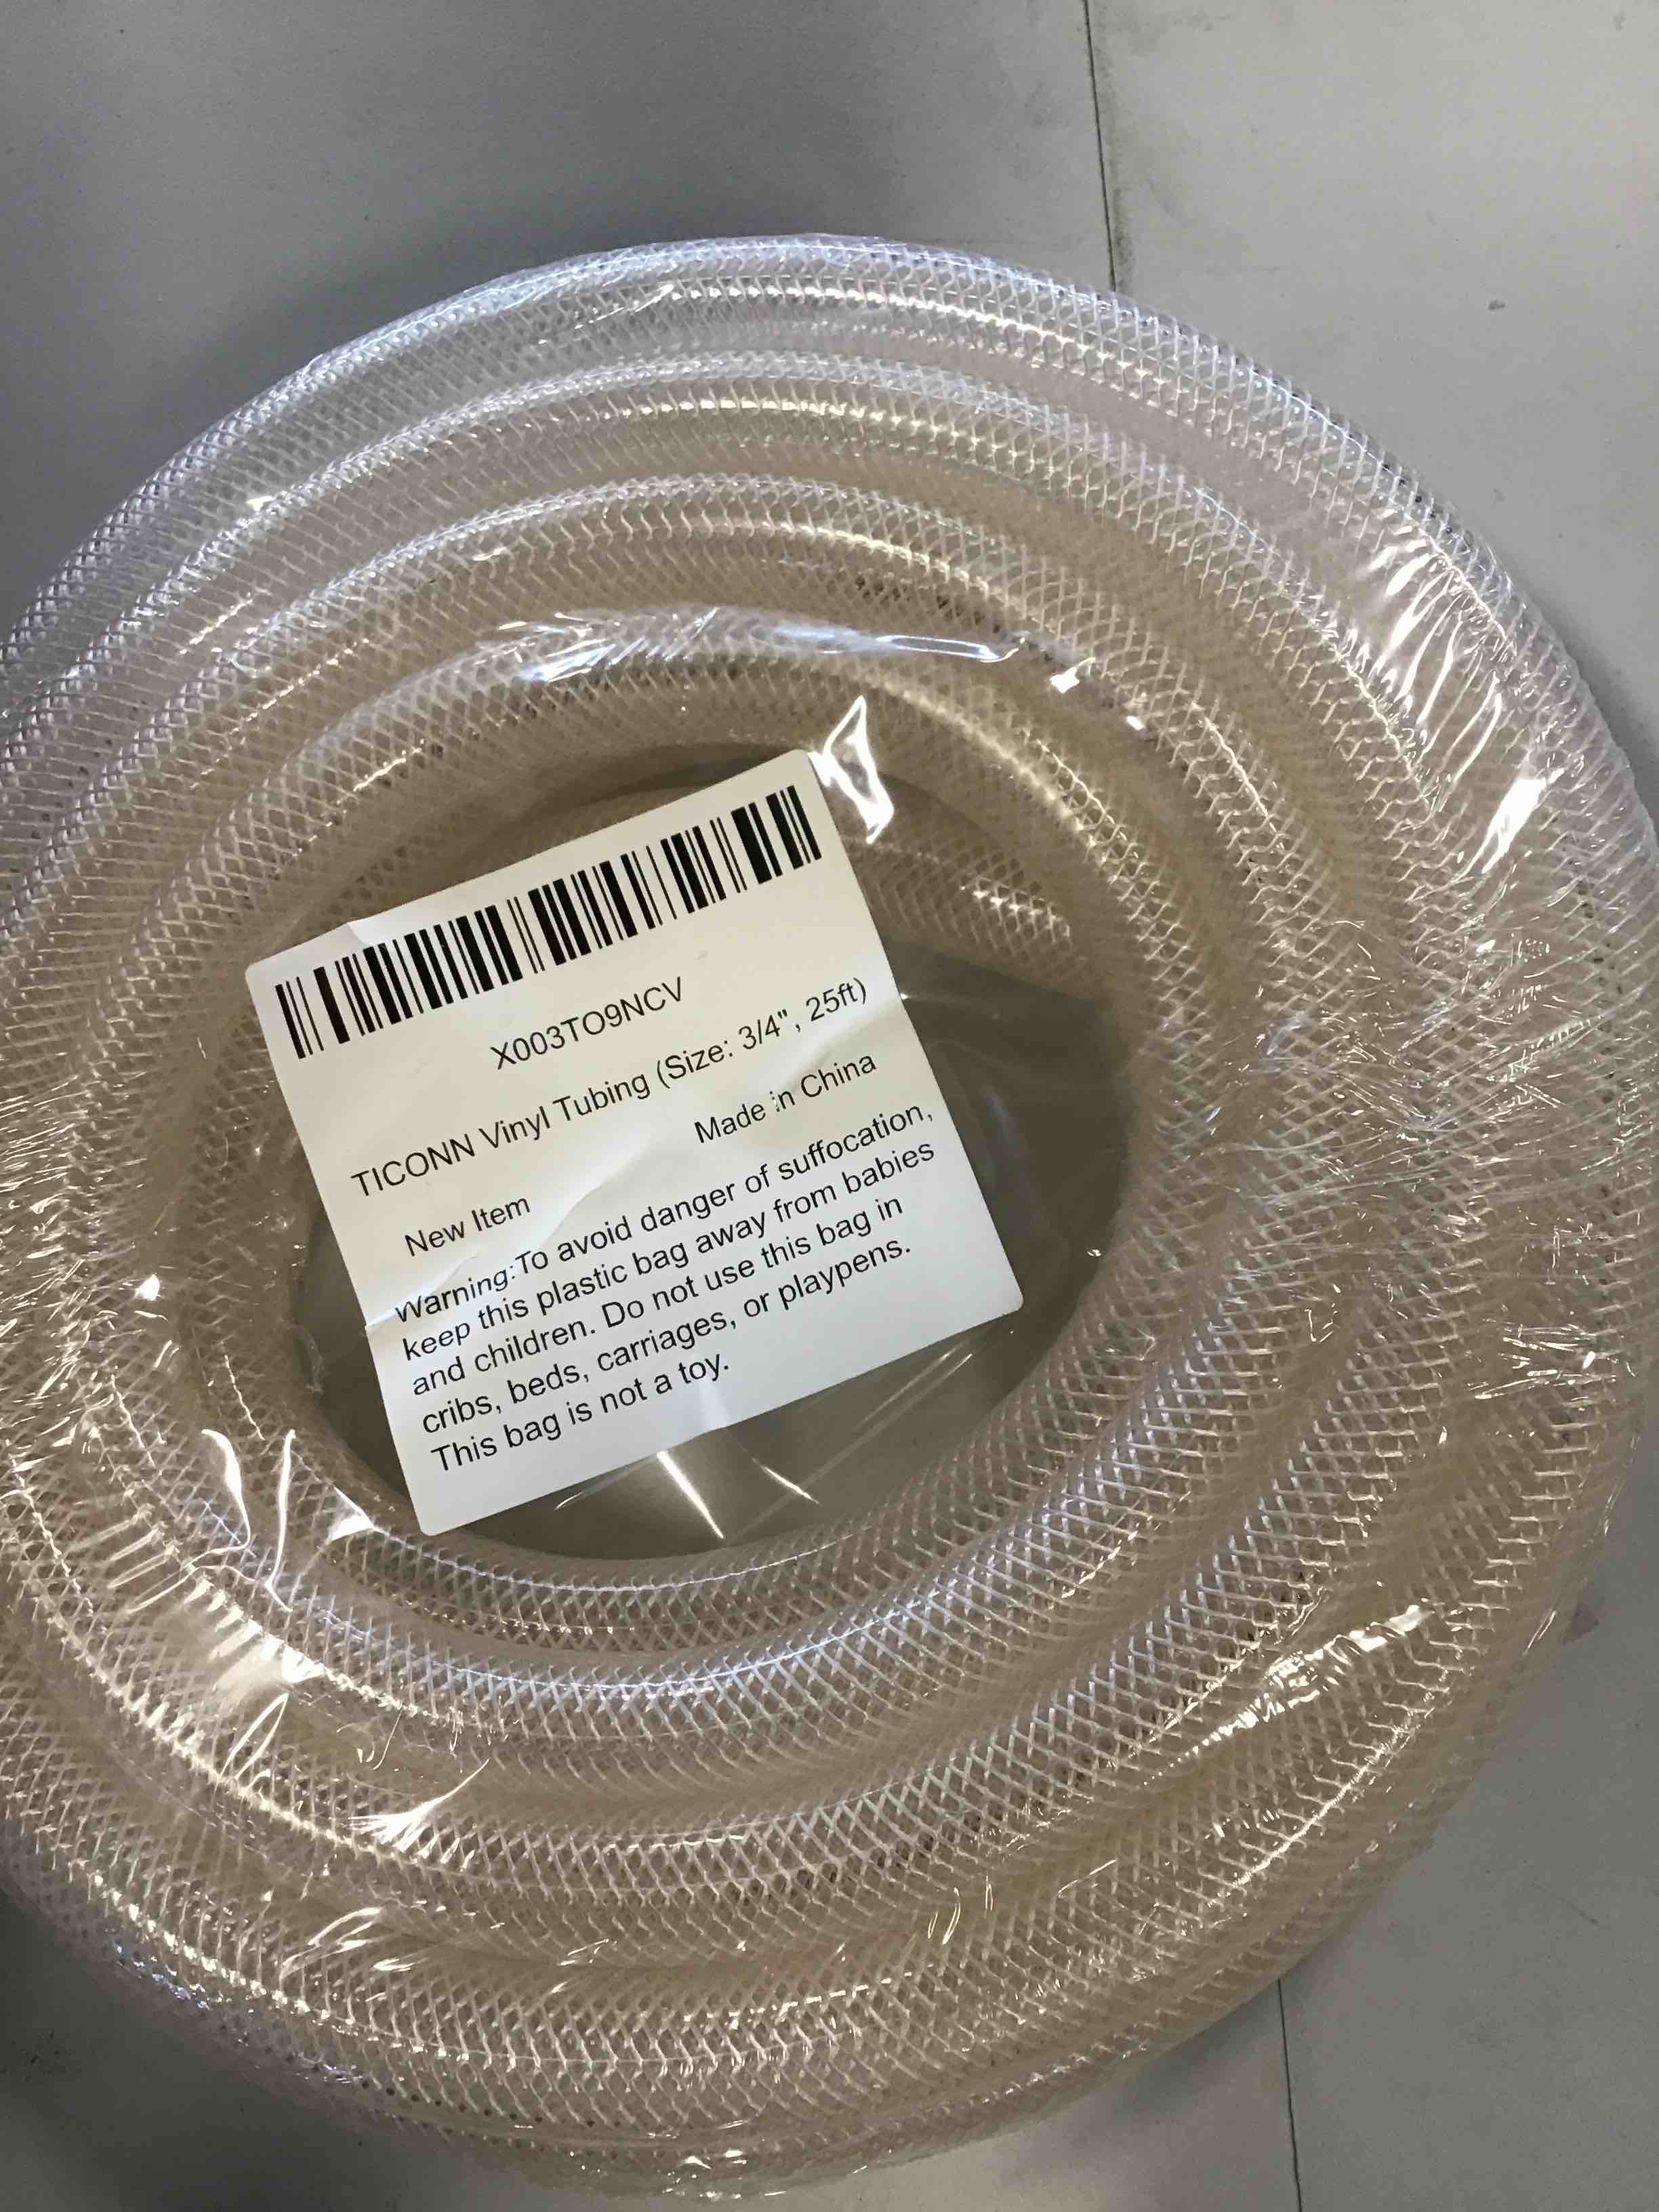 X003TO9NCV
TICONN Vinyl Tubing (Size: 3/4", 25ft)
Made in China
New Item
Warning:To avoid danger of suffocation,
keep this plastic bag away from babies
and children. Do not use this bag in
cribs, beds, carriages, or playpens.
This bag is not a toy.